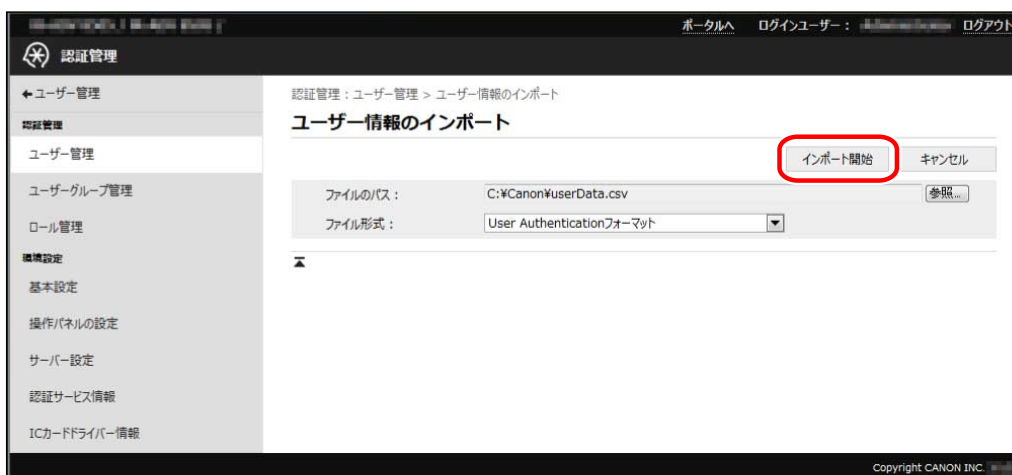 ポータルへ ログインユーザー： ログアウト
認証管理
ユーザー管理
認証管理：ユーザー管理 > ユーザー情報のインポート
認証管理
ユーザー情報のインポート
ユーザー管理
インポート開始 キャンセル
ユーザーグループ管理
ファイルのパス： C:¥Canon¥userData.csv 参照...
ロール管理
ファイル形式： User Authenticationフォーマット
環境設定
基本設定
操作パネルの設定
サーバー設定
認証サービス情報
ICカードドライバー情報
Copyright CANON INC.